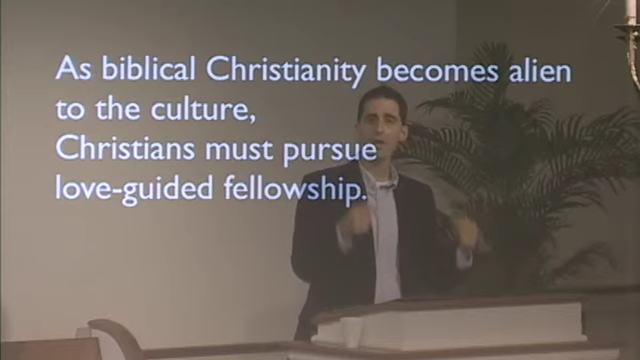 As biblical Christianity becomes alien
to the culture,
Christians must pursue
love-guided fellowship.